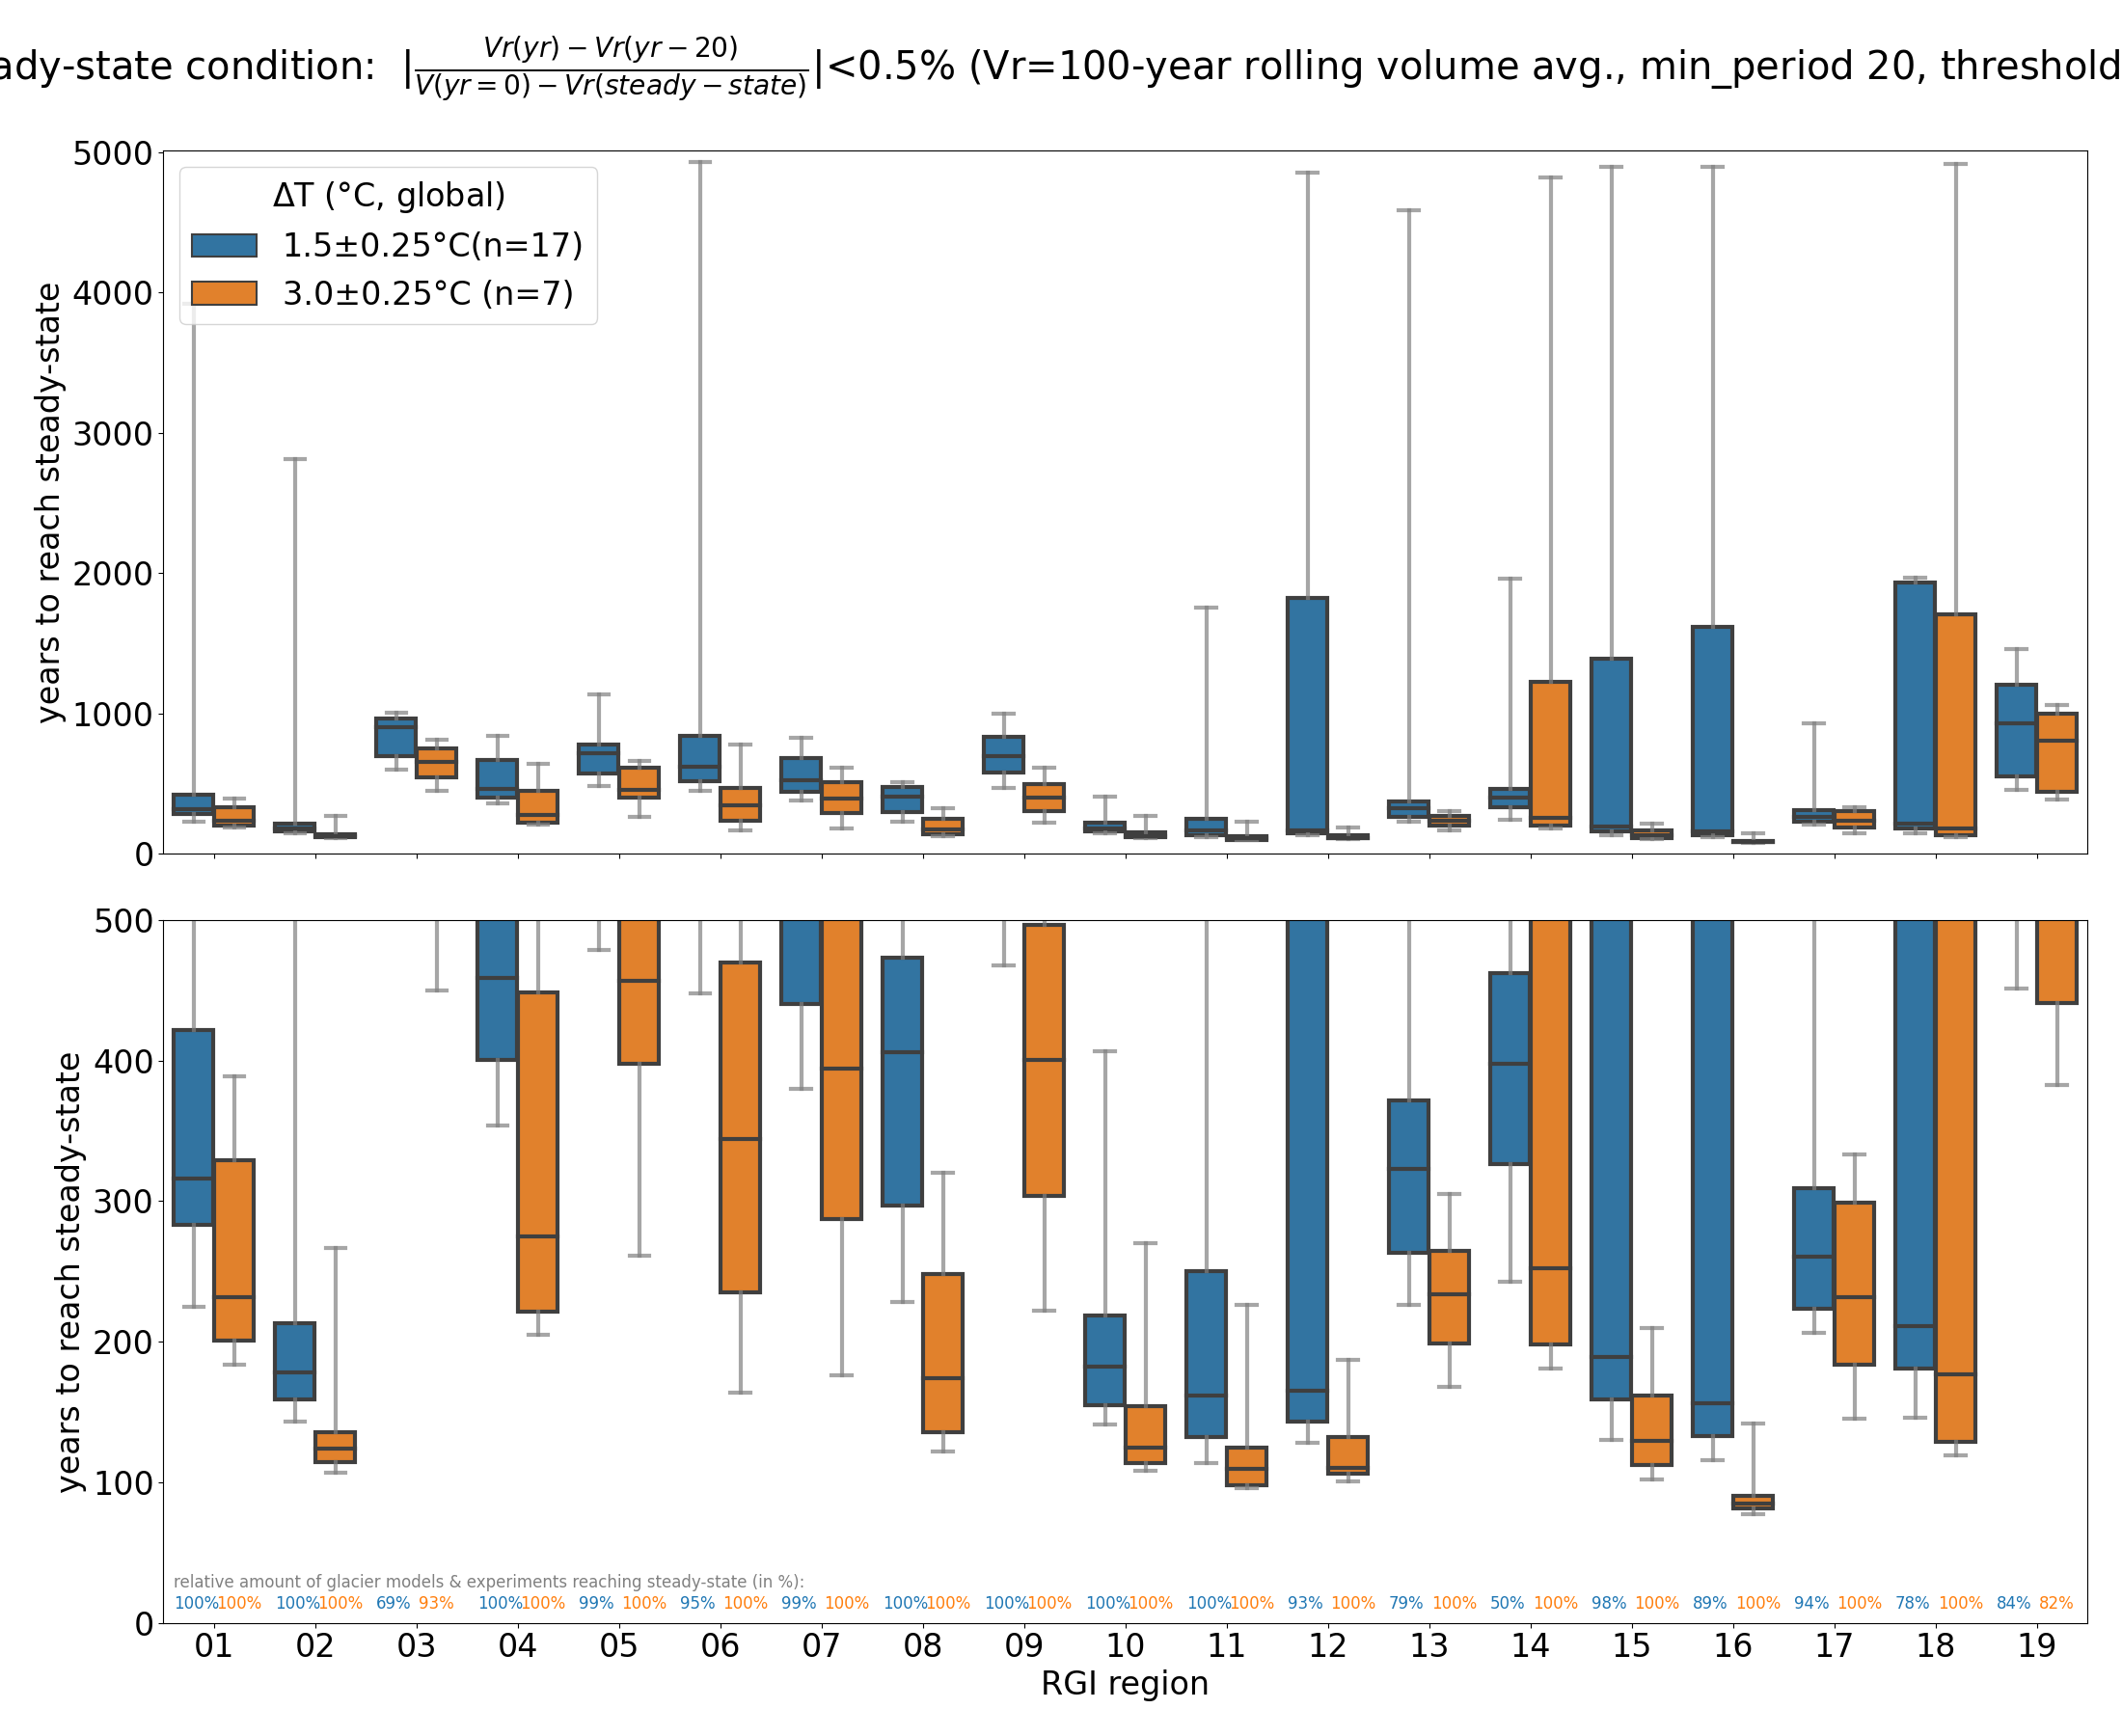 ady-state condition: |Vr(yr) − Vr(yr − 20) / V(yr = 0) − Vr(steady − state)|<0.5% (Vr=100-year rolling volume avg., min_period 20, threshold
5000
4000
3000
2000
1000
0
years to reach steady-state
ΔT (°C, global)
1.5±0.25°C(n=17)
3.0±0.25°C (n=7)
500
400
300
200
100
0
years to reach steady-state
relative amount of glacier models & experiments reaching steady-state (in %):
100% 100% 100% 100% 69% 93% 100% 100% 99% 100% 95% 100% 99% 100% 100% 100% 100% 100% 100% 100% 100% 100% 93% 100% 79% 100% 50% 100% 98% 100% 89% 100% 94% 100% 78% 100% 84% 82%
01 02 03 04 05 06 07 08 09 10 11 12 13 14 15 16 17 18 19
RGI region